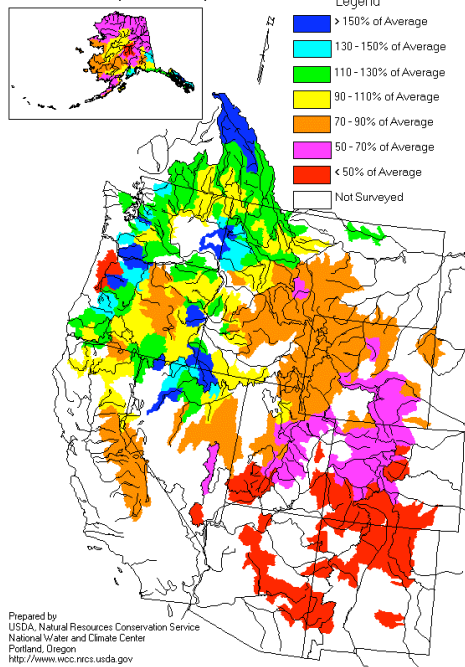 Legend
> 150% of Average
130 - 150% of Average
110 - 130% of Average
90 - 110% of Average
70 - 90% of Average
50 - 70% of Average
< 50% of Average
Not Surveyed
Prepared by
USDA, Natural Resources Conservation Service
National Water and Climate Center
Portland, Oregon
http://www.wcc.nrcs.usda.gov